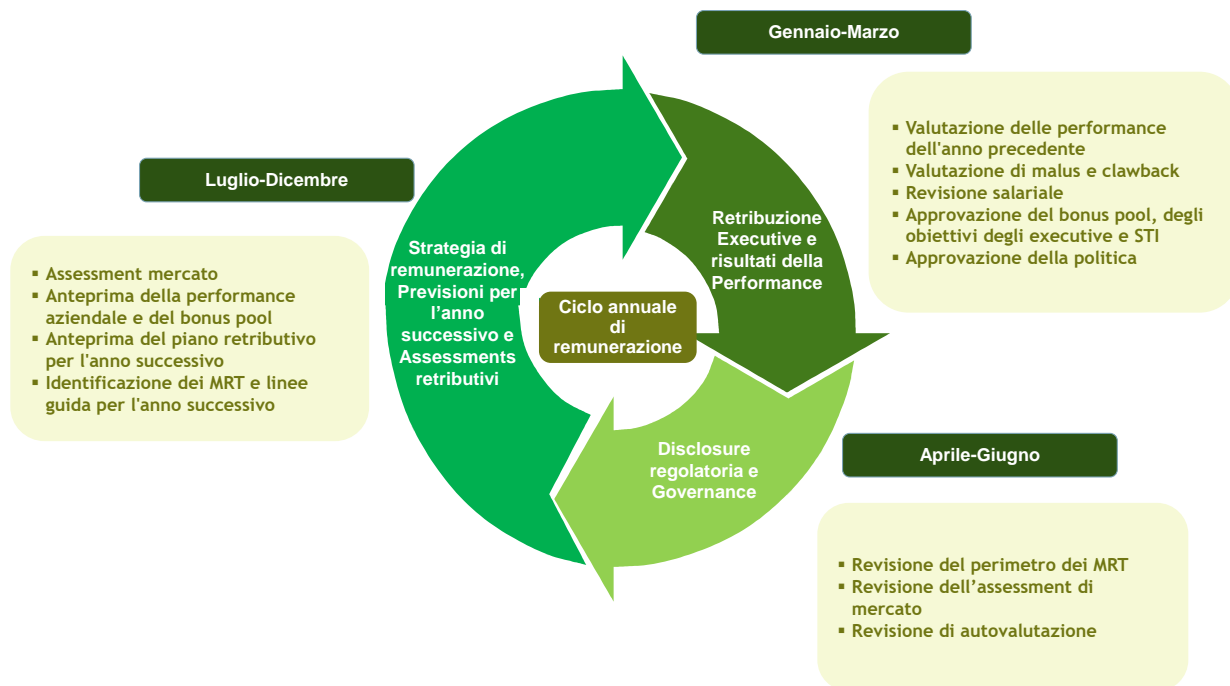 Gennaio-Marzo
▪ Valutazione delle performance
dell'anno precedente
▪ Valutazione di malus e clawback
▪ Revisione salariale
▪ Approvazione del bonus pool, degli
obiettivi degli executive e STI
▪ Approvazione della politica
Retribuzione
Executive e
risultati della
Performance
Luglio-Dicembre
▪ Assessment mercato
▪ Anteprima della performance
aziendale e del bonus pool
▪ Anteprima del piano retributivo
per l'anno successivo
▪ Identificazione dei MRT e linee
guida per l'anno successivo
Strategia di
remunerazione,
Previsioni per
l’anno
successivo e
Assessments
retributivi
Ciclo annuale
di
remunerazione
Disclosure
regolatoria e
Governance
Aprile-Giugno
▪ Revisione del perimetro dei MRT
▪ Revisione dell’assessment di
mercato
▪ Revisione di autovalutazione